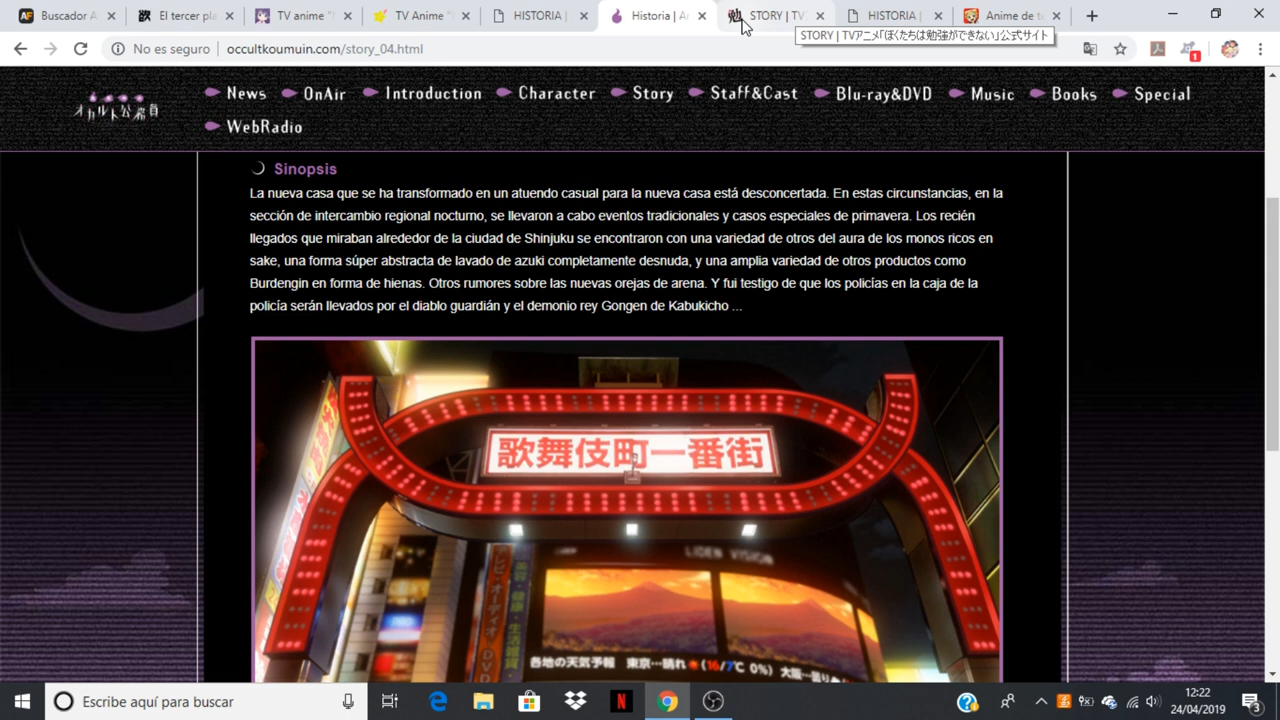 Buscador A
El tercer pla
TV anime "
TV Anime "
HISTORIA |
Historia | A
STORY | TV
HISTORIA |
Anime de t
STORY | TVアニメ「ぼくたちは勉強ができない」公式サイト
No es seguro
occultkoumuin.com/story_04.html
オカルト公務員
News
OnAir
Introduction
Character
Story
Staff&Cast
Blu-ray&DVD
Music
Books
Special
WebRadio
Sinopsis
La nueva casa que se ha transformado en un atuendo casual para la nueva casa está desconcertada. En estas circunstancias, en la
sección de intercambio regional nocturno, se llevaron a cabo eventos tradicionales y casos especiales de primavera. Los recién
llegados que miraban alrededor de la ciudad de Shinjuku se encontraron con una variedad de otros del aura de los monos ricos en
sake, una forma súper abstracta de lavado de azuki completamente desnuda, y una amplia variedad de otros productos como
Burdengin en forma de hienas. Otros rumores sobre las nuevas orejas de arena. Y fui testigo de que los policías en la caja de la
policía serán llevados por el diablo guardián y el demonio rey Gongen de Kabukicho ...
歌舞伎町一番街
LIDEN VISION
東京…晴れ
Escribe aquí para buscar
12:22
24/04/2019